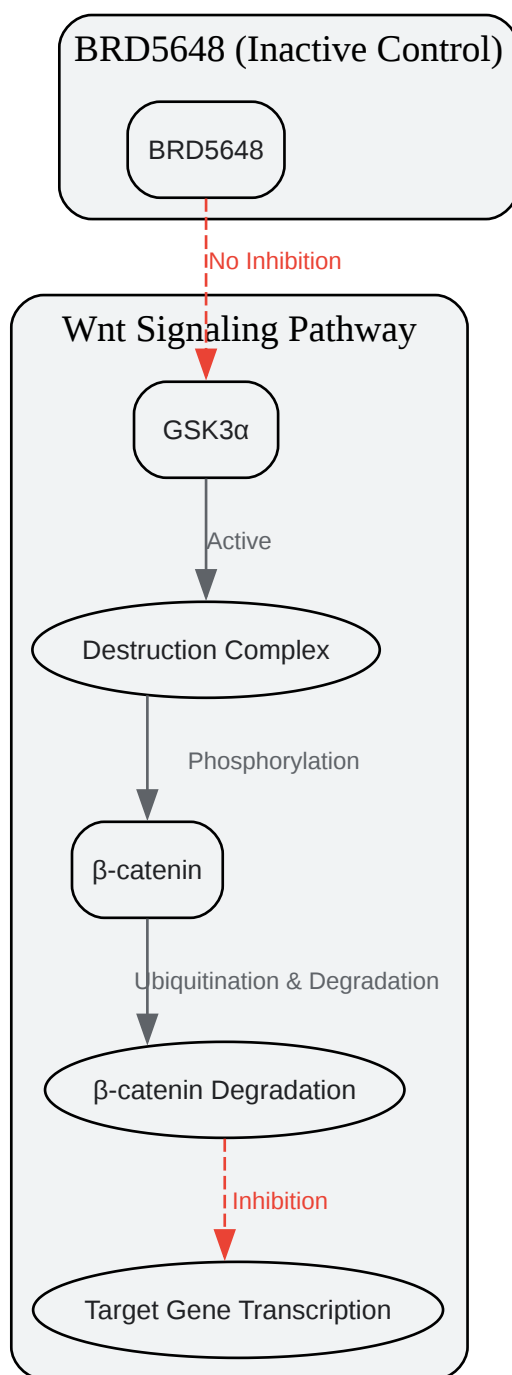 BRD5648 (Inactive Control)
BRD5648
No Inhibition
Wnt Signaling Pathway
GSK3α
Active
Destruction Complex
Phosphorylation
β-catenin
Ubiquitination & Degradation
β-catenin Degradation
Inhibition
Target Gene Transcription